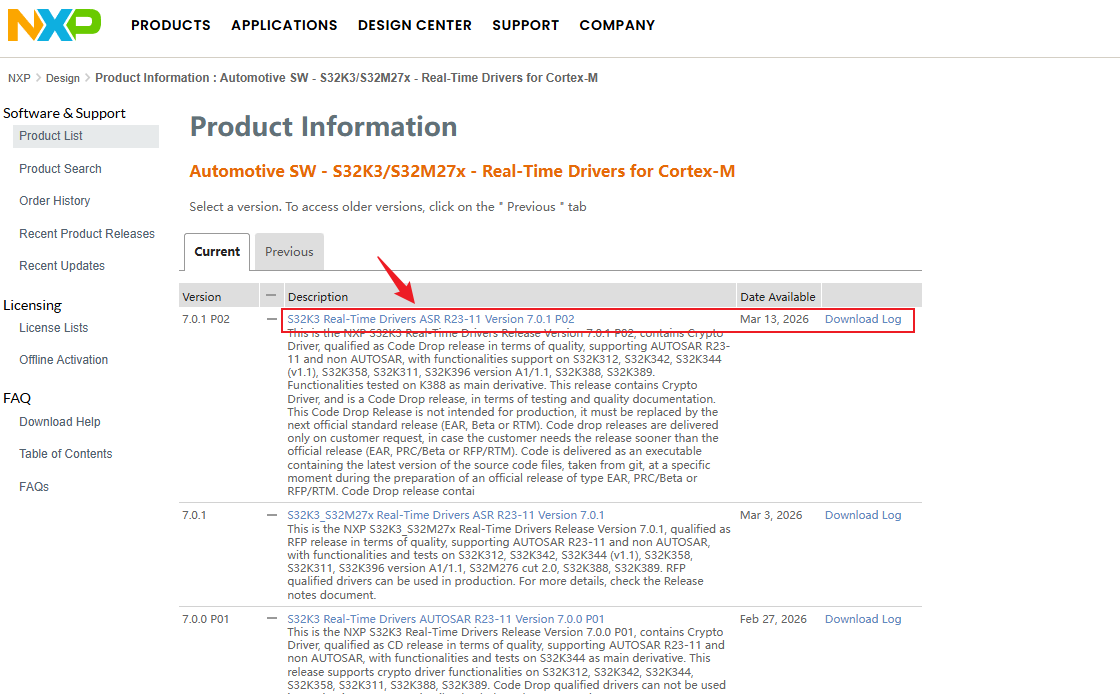 NXP
PRODUCTS APPLICATIONS DESIGN CENTER SUPPORT COMPANY
NXP > Design > Product Information : Automotive SW - S32K3/S32M27x - Real-Time Drivers for Cortex-M
Software & Support
Product List
Product Search
Order History
Recent Product Releases
Recent Updates
Licensing
License Lists
Offline Activation
FAQ
Download Help
Table of Contents
FAQs
Product Information
Automotive SW - S32K3/S32M27x - Real-Time Drivers for Cortex-M
Select a version. To access older versions, click on the " Previous " tab
Current Previous
Version — Description Date Available
7.0.1 P02 — S32K3 Real-Time Drivers ASR R23-11 Version 7.0.1 P02 Mar 13, 2026 Download Log
This is the NXP S32K3 Real-Time Drivers Release Version 7.0.1 P02, contains Crypto
Driver, qualified as Code Drop release in terms of quality, supporting AUTOSAR R23-
11 and non AUTOSAR, with functionalities support on S32K312, S32K342, S32K344
(v1.1), S32K358, S32K311, S32K396 version A1/1.1, S32K388, S32K389.
Functionalities tested on K388 as main derivative. This release contains Crypto
Driver, and is a Code Drop release, in terms of testing and quality documentation.
This Code Drop Release is not intended for production, it must be replaced by the
next official standard release (EAR, Beta or RTM). Code drop releases are delivered
only on customer request, in case the customer needs the release sooner than the
official release (EAR, PRC/Beta or RFP/RTM). Code is delivered as an executable
containing the latest version of the source code files, taken from git, at a specific
moment during the preparation of an official release of type EAR, PRC/Beta or
RFP/RTM. Code Drop release contai
7.0.1 — S32K3_S32M27x Real-Time Drivers ASR R23-11 Version 7.0.1 Mar 3, 2026 Download Log
This is the NXP S32K3_S32M27x Real-Time Drivers Release Version 7.0.1, qualified as
RFP release in terms of quality, supporting AUTOSAR R23-11 and non AUTOSAR,
with functionalities and tests on S32K312, S32K342, S32K344 (v1.1), S32K358,
S32K311, S32K396 version A1/1.1, S32M276 cut 2.0, S32K388, S32K389. RFP
qualified drivers can be used in production. For more details, check the Release
notes document.
7.0.0 P01 — S32K3 Real-Time Drivers AUTOSAR R23-11 Version 7.0.0 P01 Feb 27, 2026 Download Log
This is the NXP S32K3 Real-Time Drivers Release Version 7.0.0 P01, contains Crypto
Driver, qualified as CD release in terms of quality, supporting AUTOSAR R23-11 and
non AUTOSAR, with functionalities and tests on S32K344 as main derivative. This
release supports crypto driver functionalities on S32K312, S32K342, S32K344,
S32K358, S32K311, S32K388, S32K389. Code Drop qualified drivers can not be used